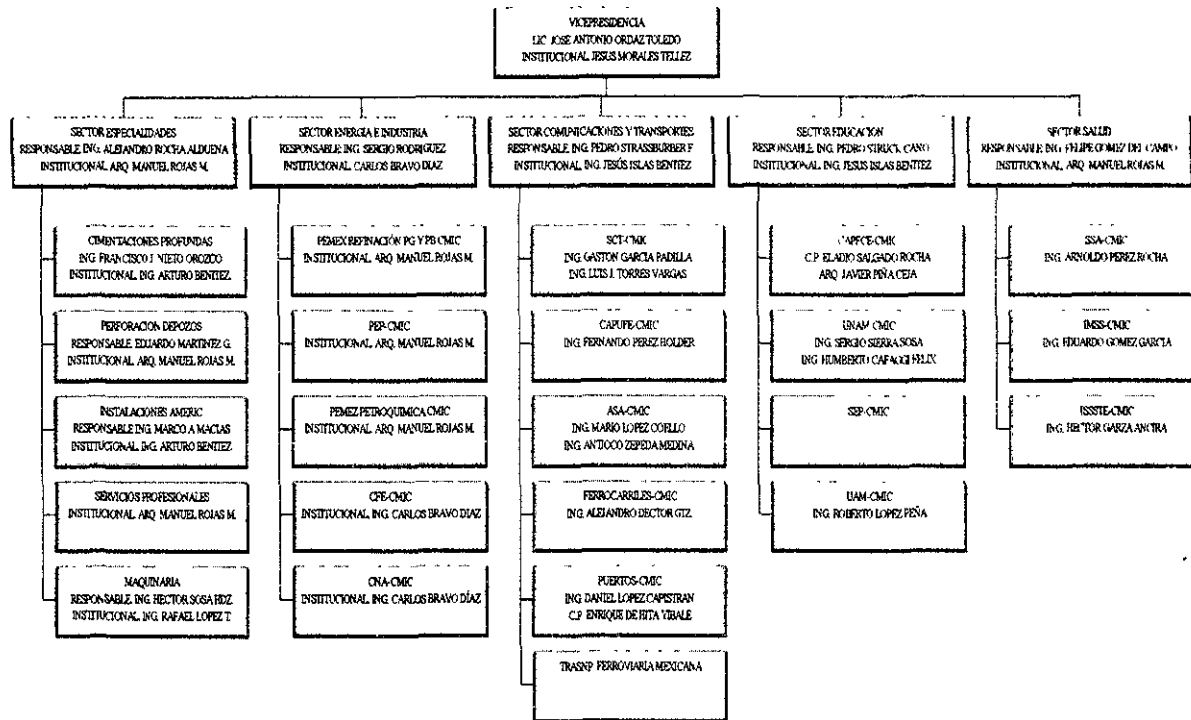 VICEPRESIDENCIA
LIC JOSE ANTONIO ORDAZ TOLEDO
INSTITUCIONAL JESUS MORALES TELLEZ
SECTOR ESPECIALIDADES
RESPONSABLE ING. ALEJANDRO ROCHA ALDUENA
INSTITUCIONAL ARQ MANUEL ROJAS M.
CIMENTACIONES PROFUNDAS
ING. FRANCISCO J. NIETO OROZCO
INSTITUCIONAL ING ARTURO BENITEZ.
PERFORACION DEPOZOS
RESPONSABLE. EDUARDO MARTINEZ G.
INSTITUCIONAL ARQ. MANUEL ROJAS M.
INSTALACIONES AMERIC
RESPONSABLE ING MARCO A MACIAS
INSTITUCIONAL ING. ARTURO BENITEZ
SERVICIOS PROFESIONALES
INSTITUCIONAL ARQ MANUEL ROJAS M.
MAQUINARIA
RESPONSABLE. ING. HECTOR SOSA HDZ.
INSTITUCIONAL ING. RAFAEL LOPEZ T.
SECTOR ENERGIA E INDUSTRIA
RESPONSABLE ING. SERGIO RODRIGUEZ
INSTITUCIONAL CARLOS BRAVO DIAZ
PEMEX REFINACIÓN PG Y PB CMIC
INSTITUCIONAL ARQ MANUEL ROJAS M.
PEP-CMIC
INSTITUCIONAL ARQ. MANUEL ROJAS M.
PEMEZ PETROQUIMICA CMIC
INSTITUCIONAL ARQ MANUEL ROJAS M.
CFE-CMIC
INSTITUCIONAL ING. CARLOS BRAVO DIAZ
CNA-CMIC
INSTITUCIONAL ING. CARLOS BRAVO DÍAZ
SECTOR COMUNICACIONES Y TRANSPORTES
RESPONSABLE, ING. PEDRO STRASSBURBER F
INSTITUCIONAL ING. JESÚS ISLAS BENITEZ
SCT-CMIC
ING. GASTON GARCIA PADILLA
ING. LUIS J. TORRES VARGAS
CAPUFE-CMIC
ING. FERNANDO PEREZ HOLDER
ASA-CMIC
ING. MARIO LOPEZ COELLO
ING ANTIOCO ZEPEDA MEDINA
FERROCARRILES-CMIC
ING. ALEJANDRO DECTOR GTZ.
PUERTOS-CMIC
ING DANIEL LOPEZ CAPISTRAN
C.P. ENRIQUE DE HITA VIBALE
TRASNP FERROVIARIA MEXICANA
SECTOR EDUCACION
RESPONSABLE, ING. PEDRO STRUCK CANO
INSTITUCIONAL ING. JESUS ISLAS BENITEZ
CAPFCE-CMIC
C.P. ELADIO SALGADO ROCHA
ARQ JAVIER PIÑA CEJA
UNAM-CMIC
ING. SERGIO SIERRA SOSA
ING HUMBERTO CAFAGGI FELIX
SEP-CMIC
UAM-CMIC
ING. ROBERTO LOPEZ PEÑA
SECTOR SALUD
RESPONSABLE ING. FELIPE GOMEZ DEL CAMPO
INSTITUCIONAL ARQ MANUEL ROJAS M.
SSA-CMIC
ING. ARNOLDO PEREZ ROCHA
IMSS-CMIC
ING. EDUARDO GOMEZ GARCIA
ISSSTE-CMIC
ING. HECTOR GARZA ANCIRA